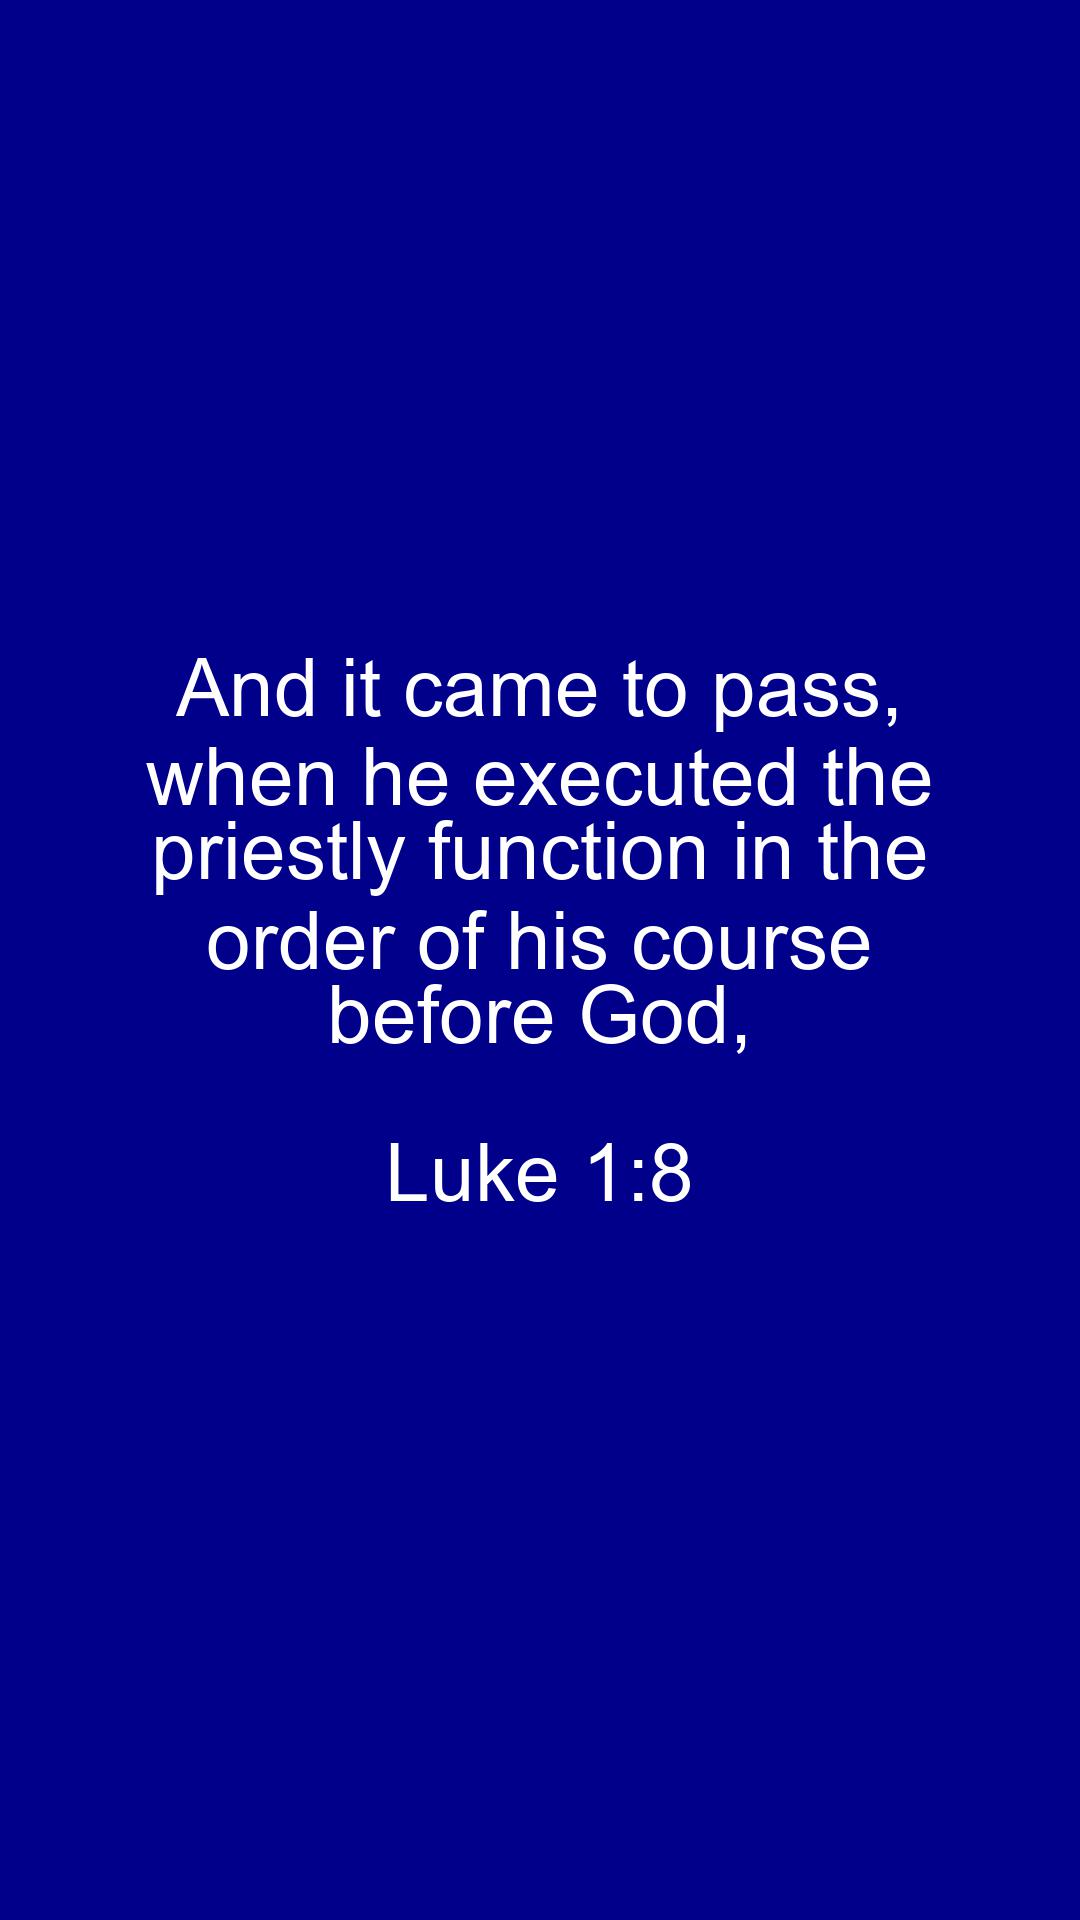 And it came to pass,
when he executed the
priestly function in the
order of his course
before God,
Luke 1:8